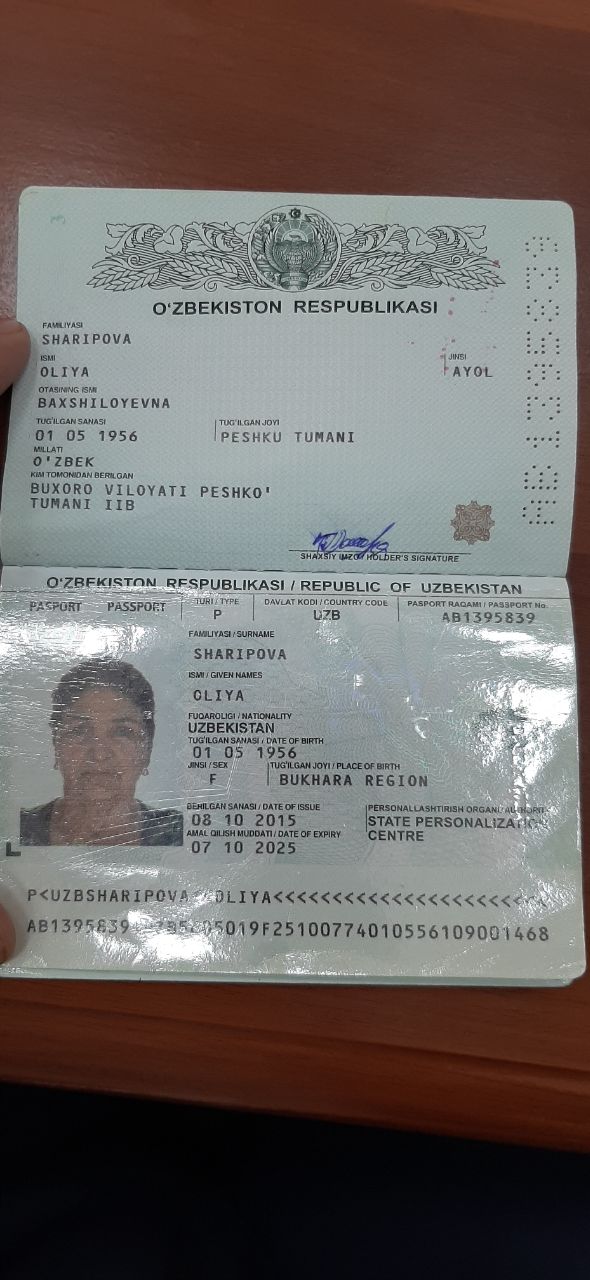 O'ZBEKISTON RESPUBLIKASI
FAMILIYASI
SHARIPOVA
ISMI
OLIYA
JINSI
AYOL
OTASINING ISMI
BAXSHILOYEVNA
TUG'ILGAN SANASI
01 05 1956
TUG'ILGAN JOYI
PESHKU TUMANI
MILLATI
O'ZBEK
KIM TOMONIDAN BERILGAN
BUXORO VILOYATI PESHKO'
TUMANI IIB
SHAXSIY IMZO / HOLDER'S SIGNATURE
O'ZBEKISTON RESPUBLIKASI / REPUBLIC OF UZBEKISTAN
PASPORT PASSPORT
TURI / TYPE
P
DAVLAT KODI / COUNTRY CODE
UZB
PASPORT RAQAMI / PASSPORT No.
AB1395839
FAMILIYASI / SURNAME
SHARIPOVA
ISMI / GIVEN NAMES
OLIYA
FUQAROLIGI / NATIONALITY
UZBEKISTAN
TUG'ILGAN SANASI / DATE OF BIRTH
01 05 1956
JINSI / SEX
F
TUG'ILGAN JOYI / PLACE OF BIRTH
BUKHARA REGION
BERILGAN SANASI / DATE OF ISSUE
08 10 2015
AMAL QILISH MUDDATI / DATE OF EXPIRY
07 10 2025
PERSONALLASHTIRISH ORGANI / AUTHORITY
STATE PERSONALIZATION
CENTRE
P<UZBSHARIPOVA<<OLIYA<<<<<<<<<<<<<<<<<<<<<<<
AB1395839 5019F25100774010556109001468